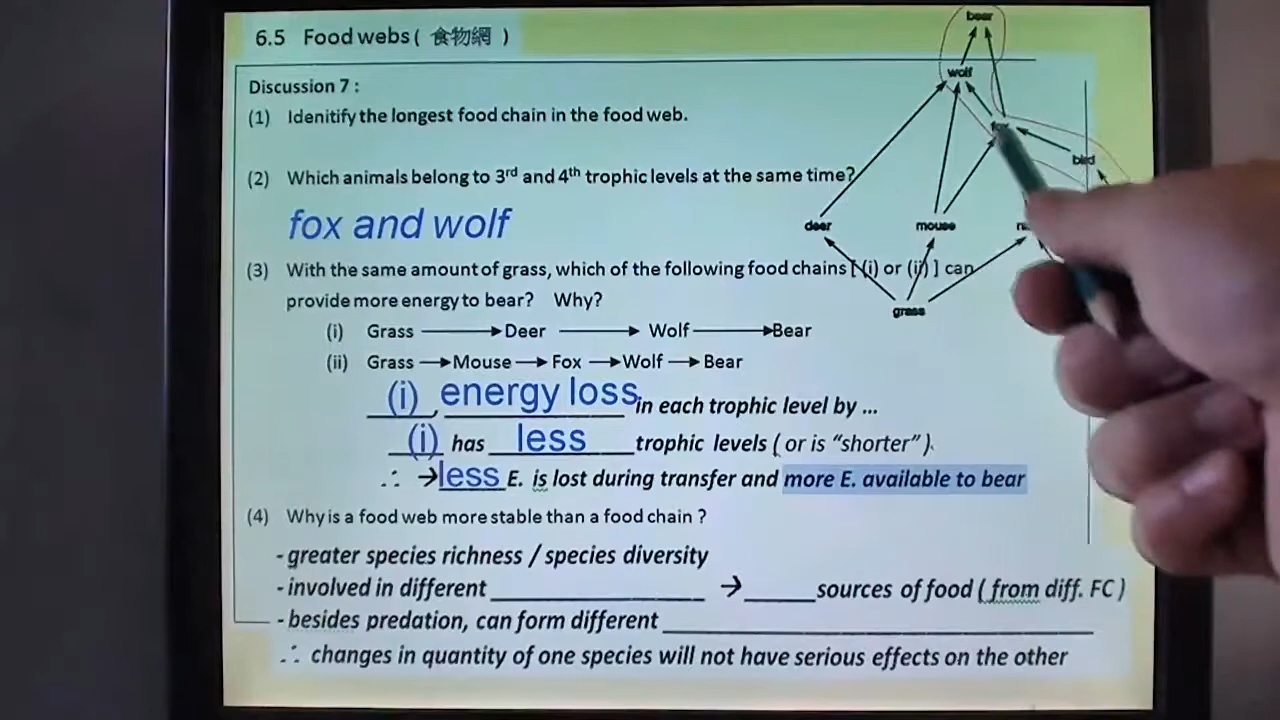 6.5 Food webs ( 食物網 )
Discussion 7 :
(1) Idenitify the longest food chain in the food web.
(2) Which animals belong to 3rd and 4th trophic levels at the same time?
fox and wolf
(3) With the same amount of grass, which of the following food chains [ (i) or (ii) ] can
provide more energy to bear? Why?
(i) Grass → Deer → Wolf → Bear
(ii) Grass → Mouse → Fox → Wolf → Bear
(i) , energy loss in each trophic level by ...
(i) has less trophic levels ( or is “shorter” ).
∴ → less E. is lost during transfer and more E. available to bear
(4) Why is a food web more stable than a food chain ?
- greater species richness / species diversity
- involved in different ____________ → _____ sources of food ( from diff. FC )
- besides predation, can form different ____________
∴ changes in quantity of one species will not have serious effects on the other
bear
wolf
bird
deer
mouse
grass